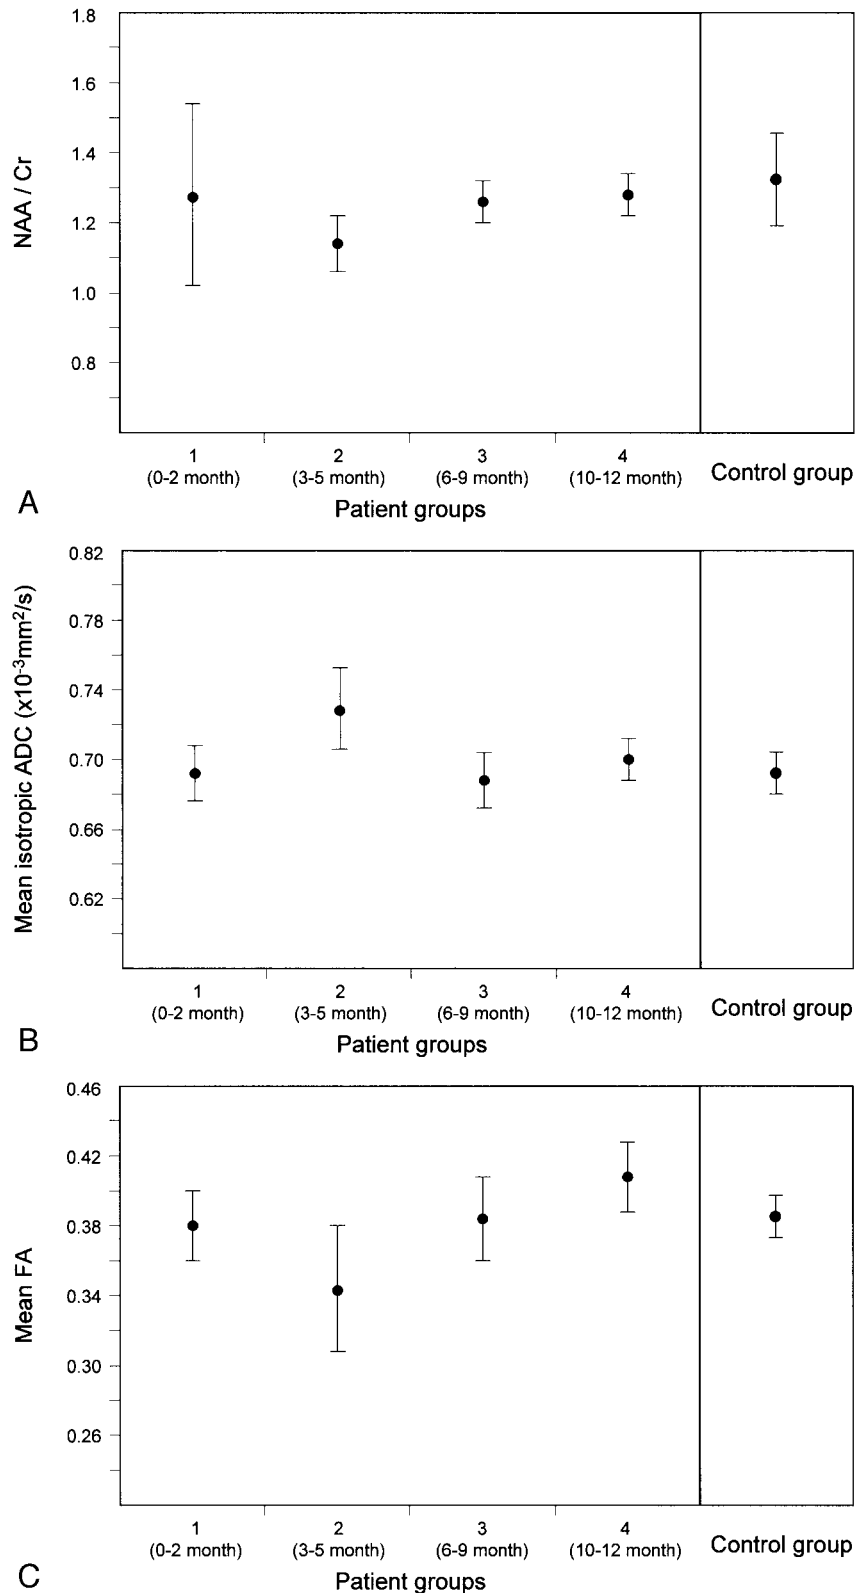 1.8
1.6
1.4
1.2
1.0
0.8
NAA / Cr
1 2 3 4
(0-2 month) (3-5 month) (6-9 month) (10-12 month) Control group
Patient groups
A
0.82
0.78
0.74
0.70
0.66
0.62
Mean isotropic ADC (x10⁻³mm²/s)
1 2 3 4
(0-2 month) (3-5 month) (6-9 month) (10-12 month) Control group
Patient groups
B
0.46
0.42
0.38
0.34
0.30
0.26
Mean FA
1 2 3 4
(0-2 month) (3-5 month) (6-9 month) (10-12 month) Control group
Patient groups
C